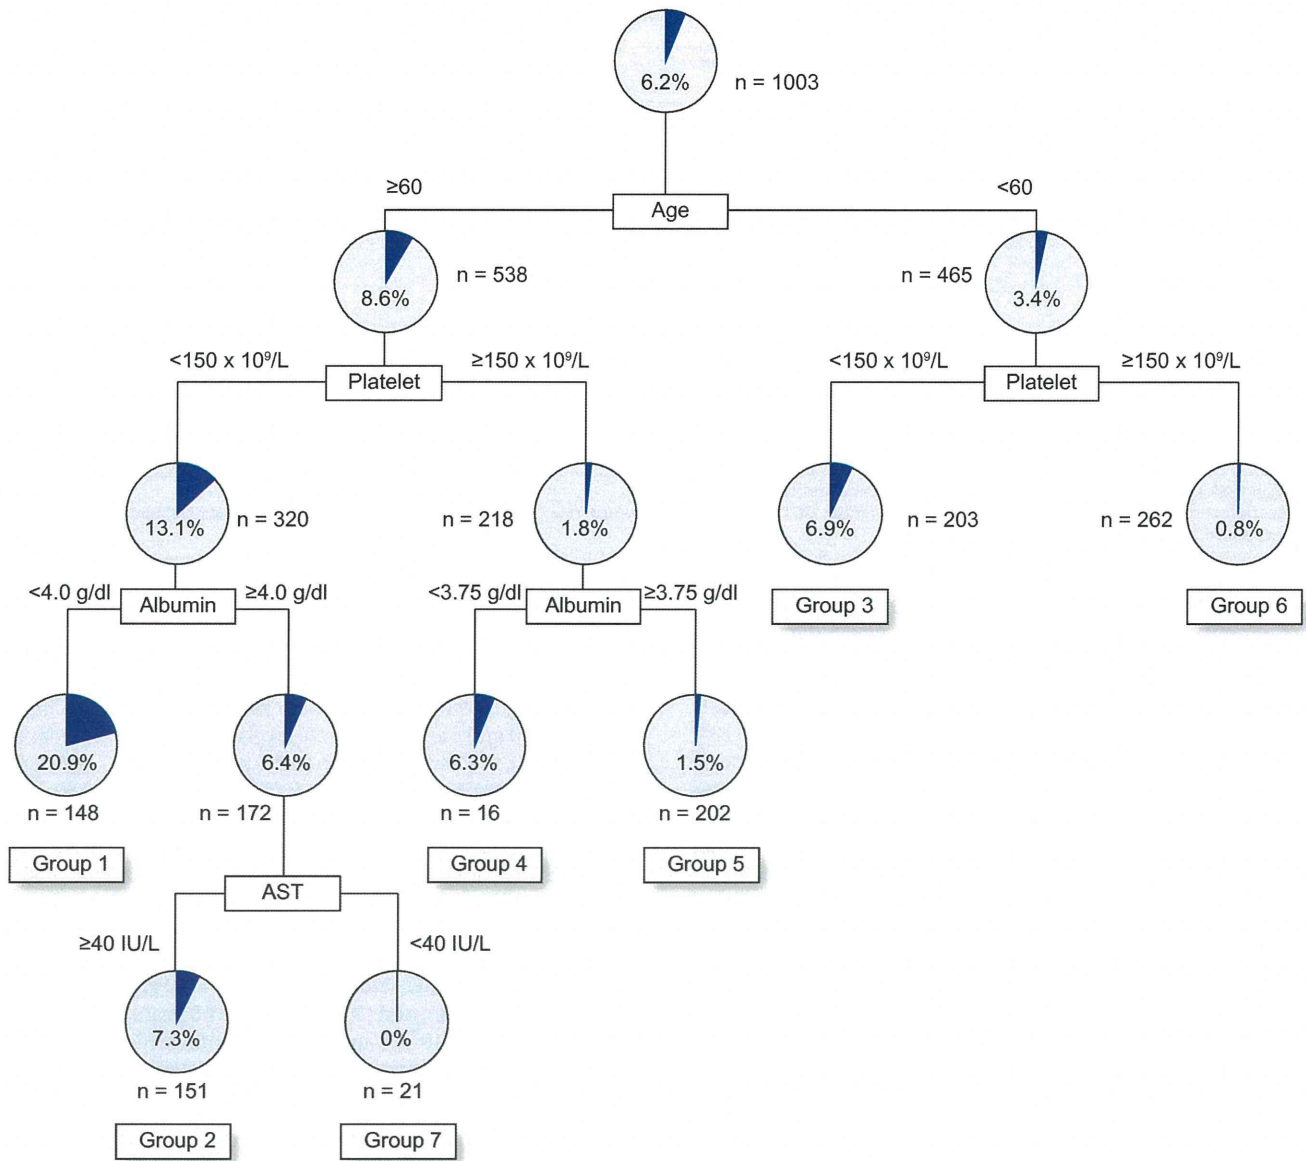 6.2%
n = 1003
≥60
<60
Age
8.6%
n = 538
n = 465
3.4%
<150 x 10⁹/L
Platelet
≥150 x 10⁹/L
<150 x 10⁹/L
Platelet
≥150 x 10⁹/L
13.1%
n = 320
n = 218
1.8%
6.9%
n = 203
n = 262
0.8%
<4.0 g/dl
Albumin
≥4.0 g/dl
<3.75 g/dl
Albumin
≥3.75 g/dl
Group 3
Group 6
20.9%
6.4%
6.3%
1.5%
n = 148
n = 172
n = 16
n = 202
Group 1
Group 4
Group 5
AST
≥40 IU/L
<40 IU/L
7.3%
0%
n = 151
n = 21
Group 2
Group 7